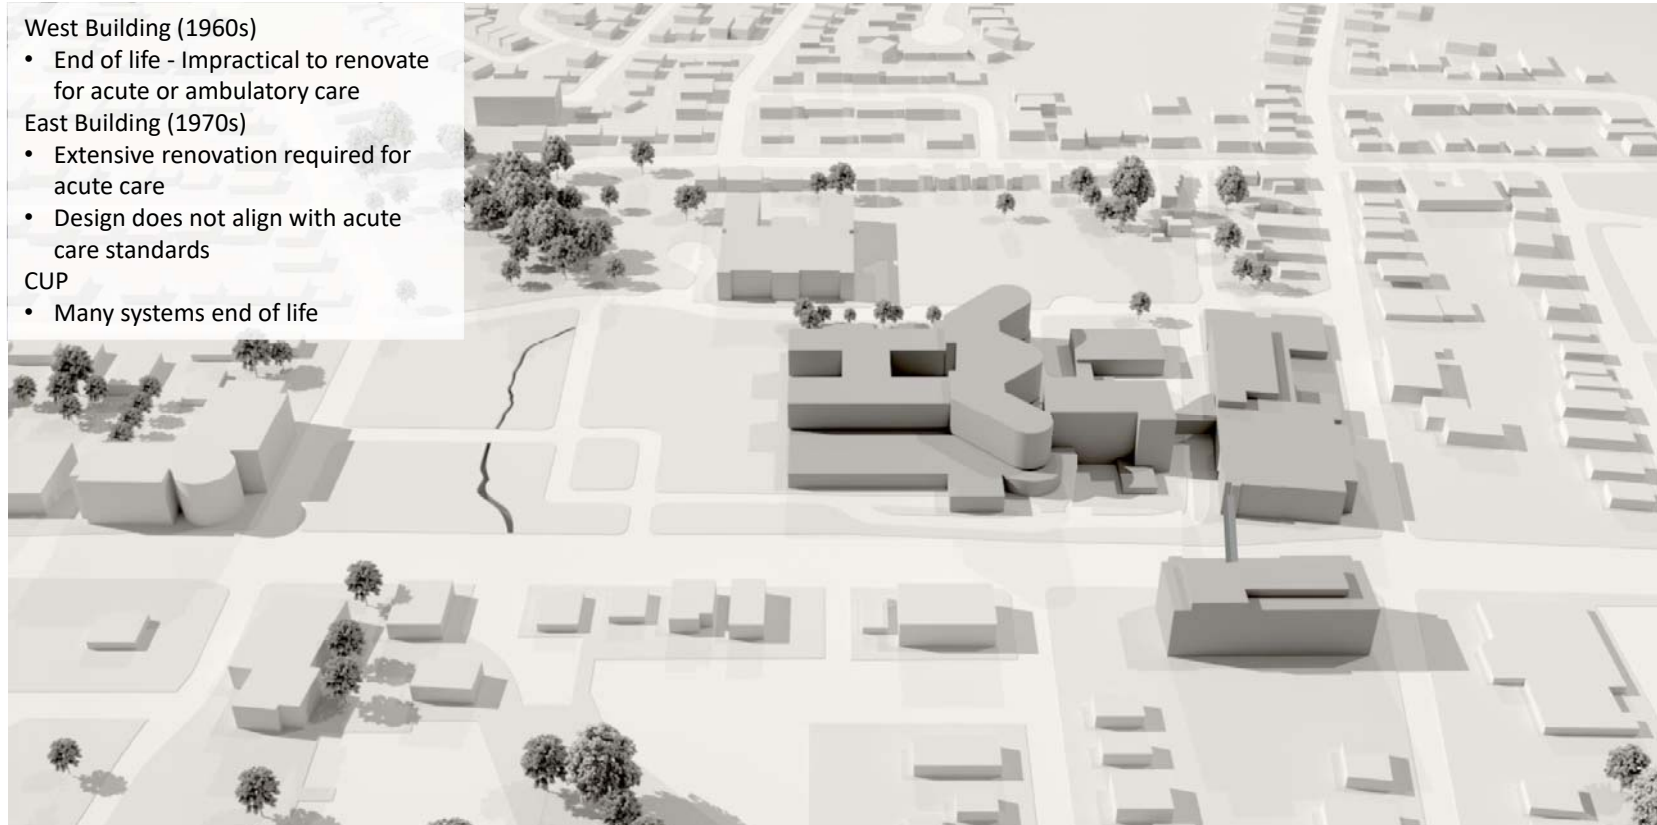 West Building (1960s)
• End of life - Impractical to renovate
for acute or ambulatory care
East Building (1970s)
• Extensive renovation required for
acute care
• Design does not align with acute
care standards
CUP
• Many systems end of life